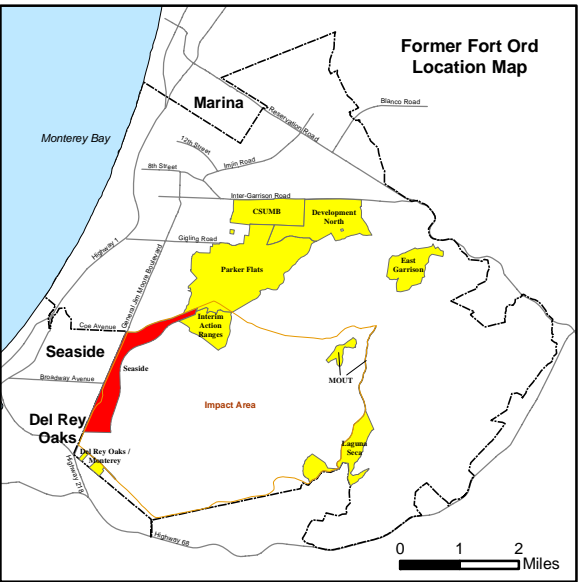 Former Fort Ord
Location Map
Marina
Blanco Road
Reservation Road
Monterey Bay
12th Street
Imjin Road
8th Street
Inter-Garrison Road
CSUMB
Development
North
Gigling Road
Highway 1
General Jim Moore Boulevard
Parker Flats
East
Garrison
Interim
Action
Ranges
Coe Avenue
Seaside
Seaside
Broadway Avenue
MOUT
Impact Area
Del Rey
Oaks
Laguna
Seca
Del Rey Oaks /
Monterey
Highway 218
Highway 68
0 1 2
Miles